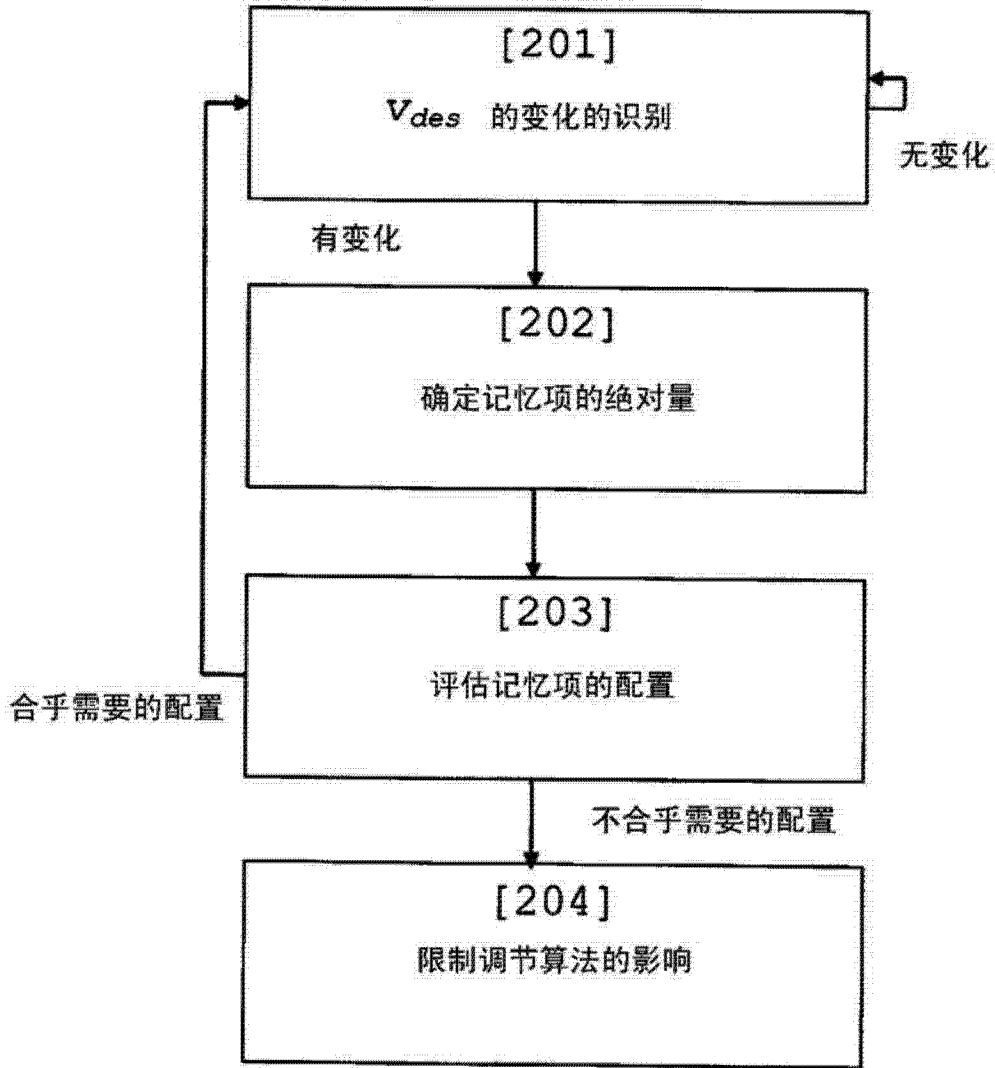 [201]
Vdes 的变化的识别
无变化
有变化
[202]
确定记忆项的绝对量
[203]
评估记忆项的配置
合乎需要的配置
不合乎需要的配置
[204]
限制调节算法的影响